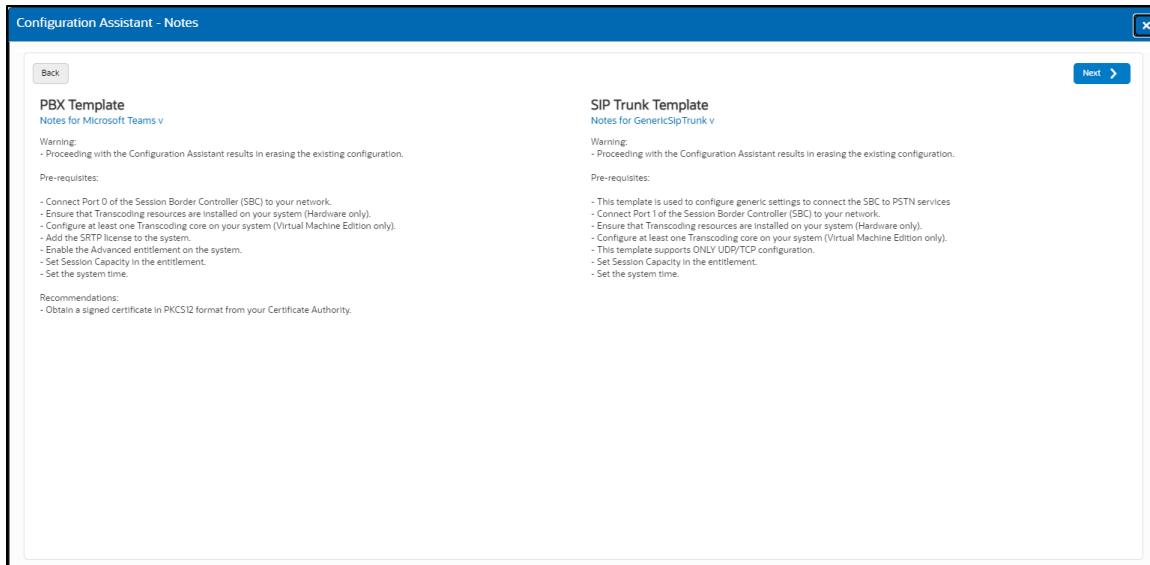 Configuration Assistant - Notes
Back
Next
PBX Template
Notes for Microsoft Teams v
Warning:
- Proceeding with the Configuration Assistant results in erasing the existing configuration.
Pre-requisites:
- Connect Port 0 of the Session Border Controller (SBC) to your network.
- Ensure that Transcoding resources are installed on your system (Hardware only).
- Configure at least one Transcoding core on your system (Virtual Machine Edition only).
- Add the SRTP license to the system.
- Enable the Advanced entitlement on the system.
- Set Session Capacity in the entitlement.
- Set the system time.
Recommendations:
- Obtain a signed certificate in PKCS12 format from your Certificate Authority.
SIP Trunk Template
Notes for GenericSipTrunk v
Warning:
- Proceeding with the Configuration Assistant results in erasing the existing configuration.
Pre-requisites:
- This template is used to configure generic settings to connect the SBC to PSTN services
- Connect Port 1 of the Session Border Controller (SBC) to your network.
- Ensure that Transcoding resources are installed on your system (Hardware only).
- Configure at least one Transcoding core on your system (Virtual Machine Edition only).
- This template supports ONLY UDP/TCP configuration.
- Set Session Capacity in the entitlement.
- Set the system time.